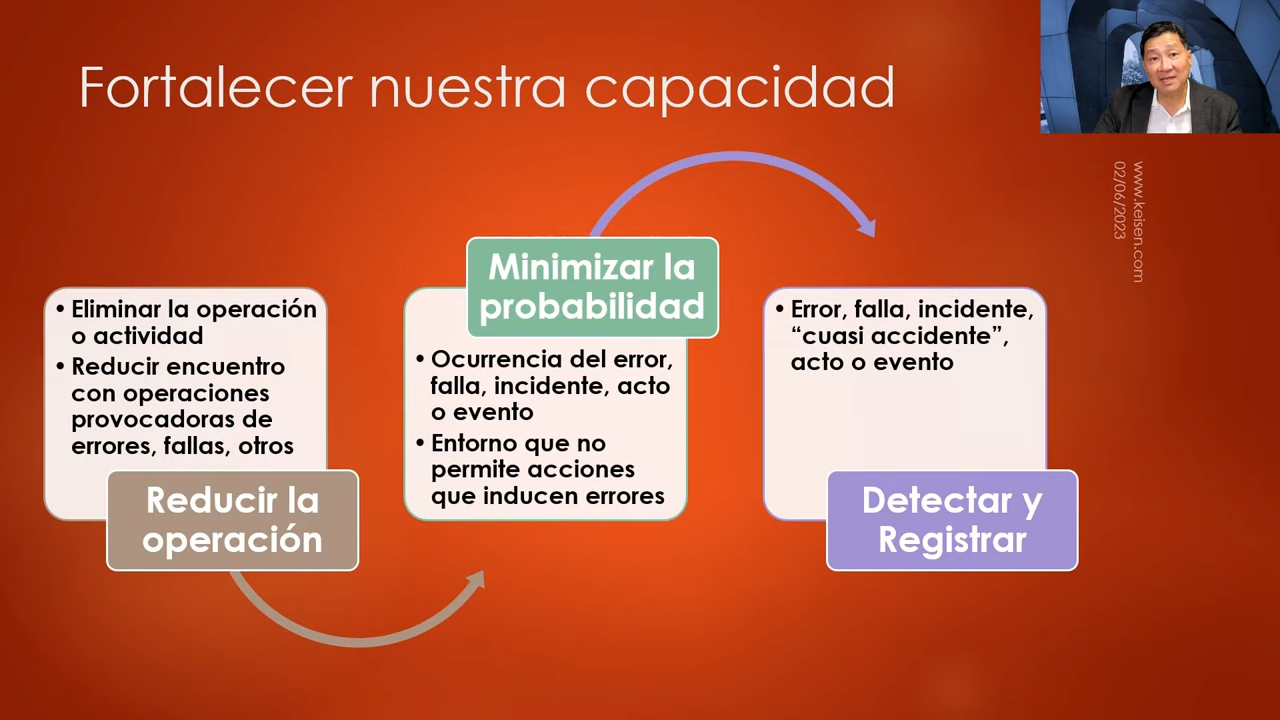 Fortalecer nuestra capacidad
www.keisen.com
02/06/2023
• Eliminar la operación
o actividad
• Reducir encuentro
con operaciones
provocadoras de
errores, fallas, otros
Reducir la
operación
Minimizar la
probabilidad
• Ocurrencia del error,
falla, incidente, acto
o evento
• Entorno que no
permite acciones
que inducen errores
• Error, falla, incidente,
“cuasi accidente”,
acto o evento
Detectar y
Registrar